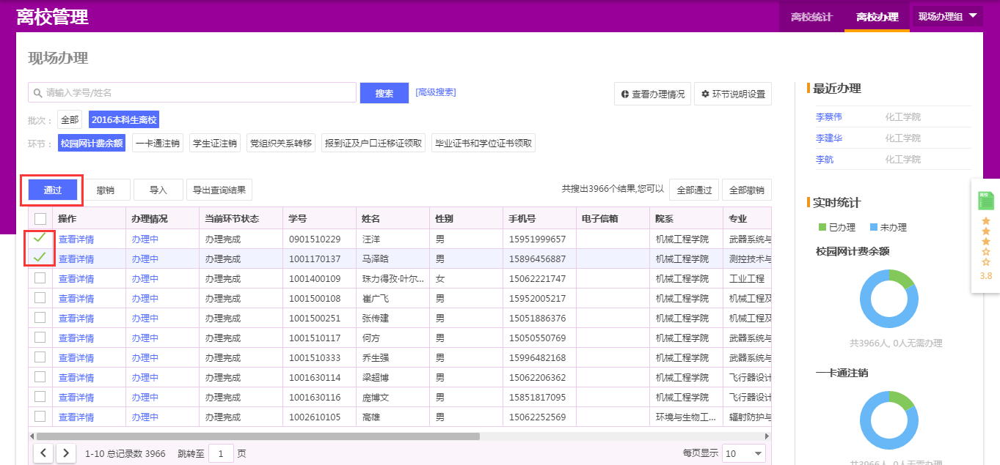 离校管理
离校统计 离校办理 现场办理组
现场办理
请输入学号/姓名 搜索 [高级搜索] 查看办理情况 环节说明设置
批次： 全部 2016本科生离校
环节： 校园网计费余额 一卡通注销 学生证注销 党组织关系转移 报到证及户口迁移证领取 毕业证书和学位证书领取
通过 撤销 导入 导出查询结果 共搜出3966个结果,您可以 全部通过 全部撤销
操作 办理情况 当前环节状态 学号 姓名 性别 手机号 电子信箱 院系 专业
查看详情 办理中 办理完成 0901510229 汪洋 男 15951999657 机械工程学院 武器系统与
查看详情 办理中 办理完成 1001170137 马泽晗 男 15896456887 机械工程学院 测控技术与
查看详情 办理中 办理完成 1001400109 珠力得孜·叶尔... 女 15062221747 机械工程学院 工业工程
查看详情 办理中 办理完成 1001500108 崔广飞 男 15952005217 机械工程学院 机械工程及
查看详情 办理中 办理完成 1001500251 张传建 男 15051886376 机械工程学院 机械工程及
查看详情 办理中 办理完成 1001510117 何方 男 15050550769 机械工程学院 武器系统与
查看详情 办理中 办理完成 1001510333 乔生强 男 15996482168 机械工程学院 武器系统与
查看详情 办理中 办理完成 1001630114 梁超博 男 15062206362 机械工程学院 飞行器设计
查看详情 办理中 办理完成 1001630116 庞博文 男 15851817095 机械工程学院 飞行器设计
查看详情 办理中 办理完成 1002610105 高雄 男 15062252569 环境与生物工... 辐射防护与
1-10 总记录数 3966 跳转至 1 页 每页显示 10
最近办理
李蔡伟 化工学院
李建华 化工学院
李航 化工学院
实时统计
已办理 未办理
校园网计费余额
共3966人, 0人无需办理
一卡通注销
共3966人, 0人无需办理
离校
3.8